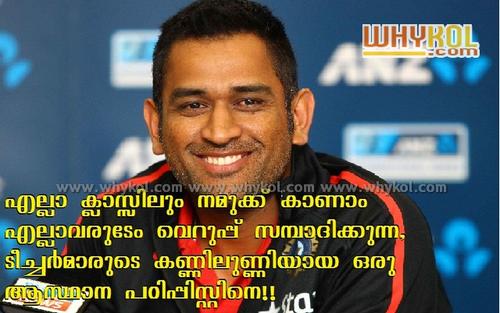 WHYKOL
.com
ANZ
എല്ലാ ക്ലാസ്സിലും നമുക്ക് കാണാം
www.whykol.com www.whykol.com www.whykol.com
എല്ലാവരുടേം വെറുപ്പ് സമ്പാദിക്കുന്ന,
ടീച്ചർമാരുടെ കണ്ണിലുണ്ണിയായ ഒരു
ആസ്ഥാന പഠിപ്പിസ്റ്റിനെ!!